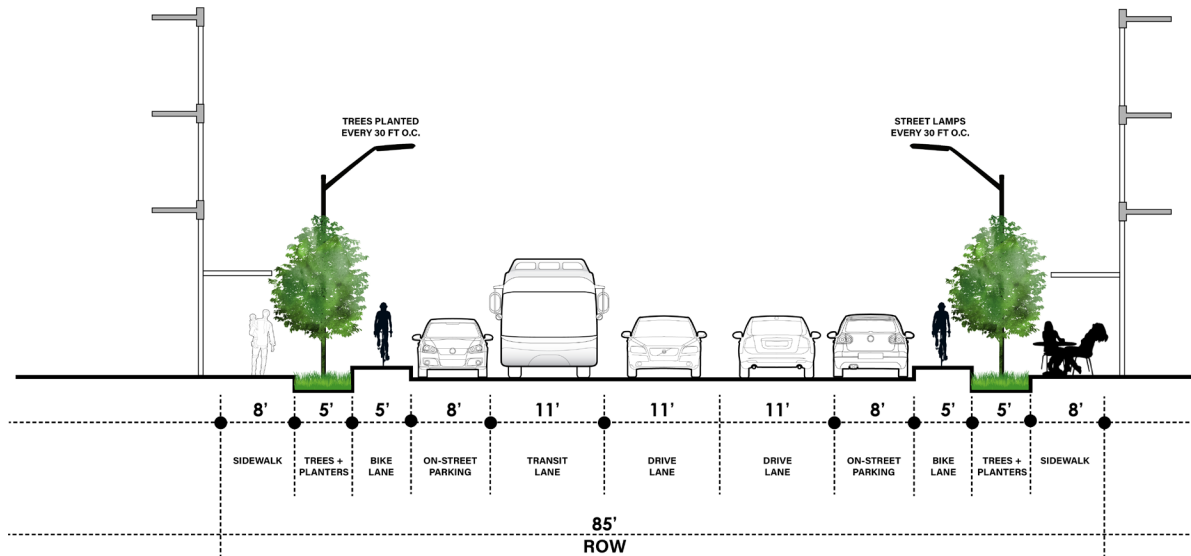 TREES PLANTED
EVERY 30 FT O.C.
STREET LAMPS
EVERY 30 FT O.C.
8' 5' 5' 8' 11' 11' 11' 8' 5' 5' 8'
SIDEWALK TREES + BIKE ON-STREET TRANSIT DRIVE DRIVE ON-STREET BIKE TREES + SIDEWALK
PLANTERS LANE PARKING LANE LANE LANE PARKING LANE PLANTERS
85'
ROW